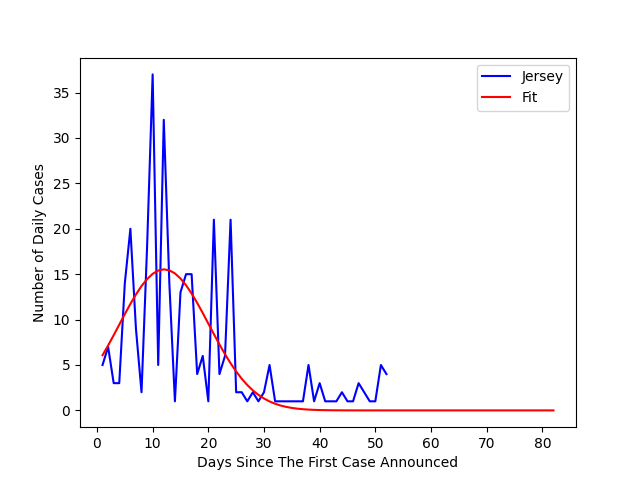 Jersey
Fit
35
30
25
20
15
10
5
0
Number of Daily Cases
0 10 20 30 40 50 60 70 80
Days Since The First Case Announced